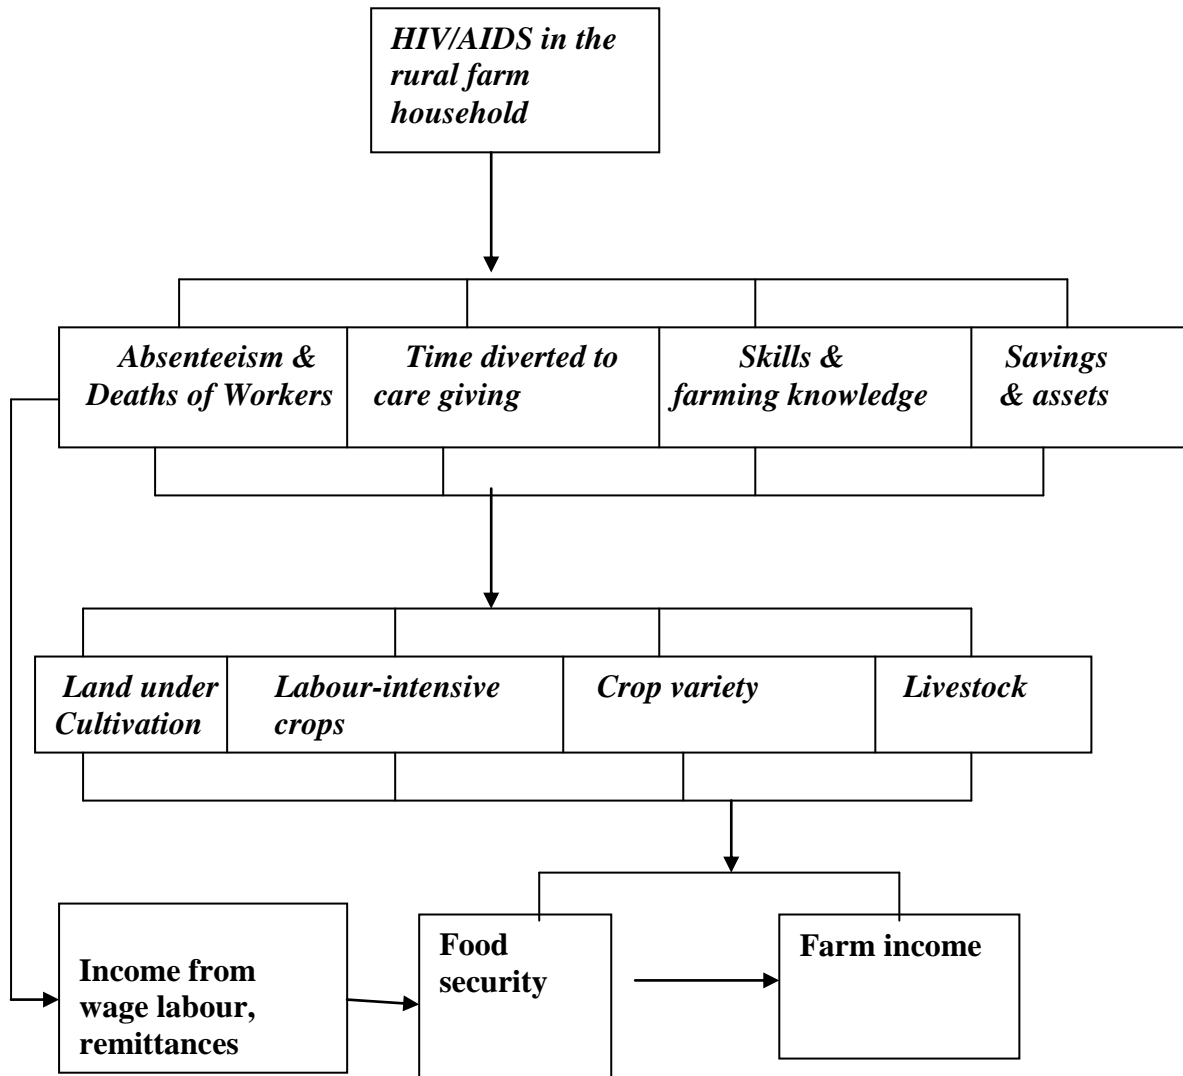 HIV/AIDS in the
rural farm
household
Absenteeism &
Deaths of Workers
Time diverted to
care giving
Skills &
farming knowledge
Savings
& assets
Land under
Cultivation
Labour-intensive
crops
Crop variety
Livestock
Income from
wage labour,
remittances
Food
security
Farm income